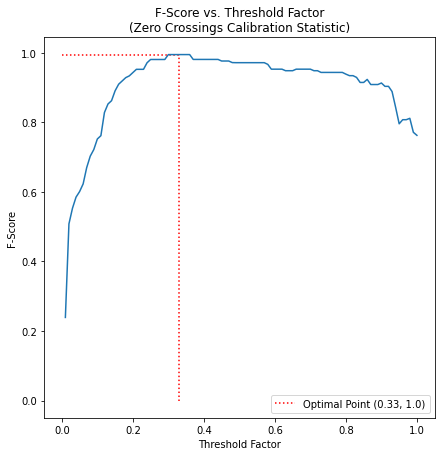 F-Score vs. Threshold Factor
(Zero Crossings Calibration Statistic)
1.0
0.8
0.6
0.4
0.2
0.0
F-Score
0.0 0.2 0.4 0.6 0.8 1.0
Threshold Factor
Optimal Point (0.33, 1.0)